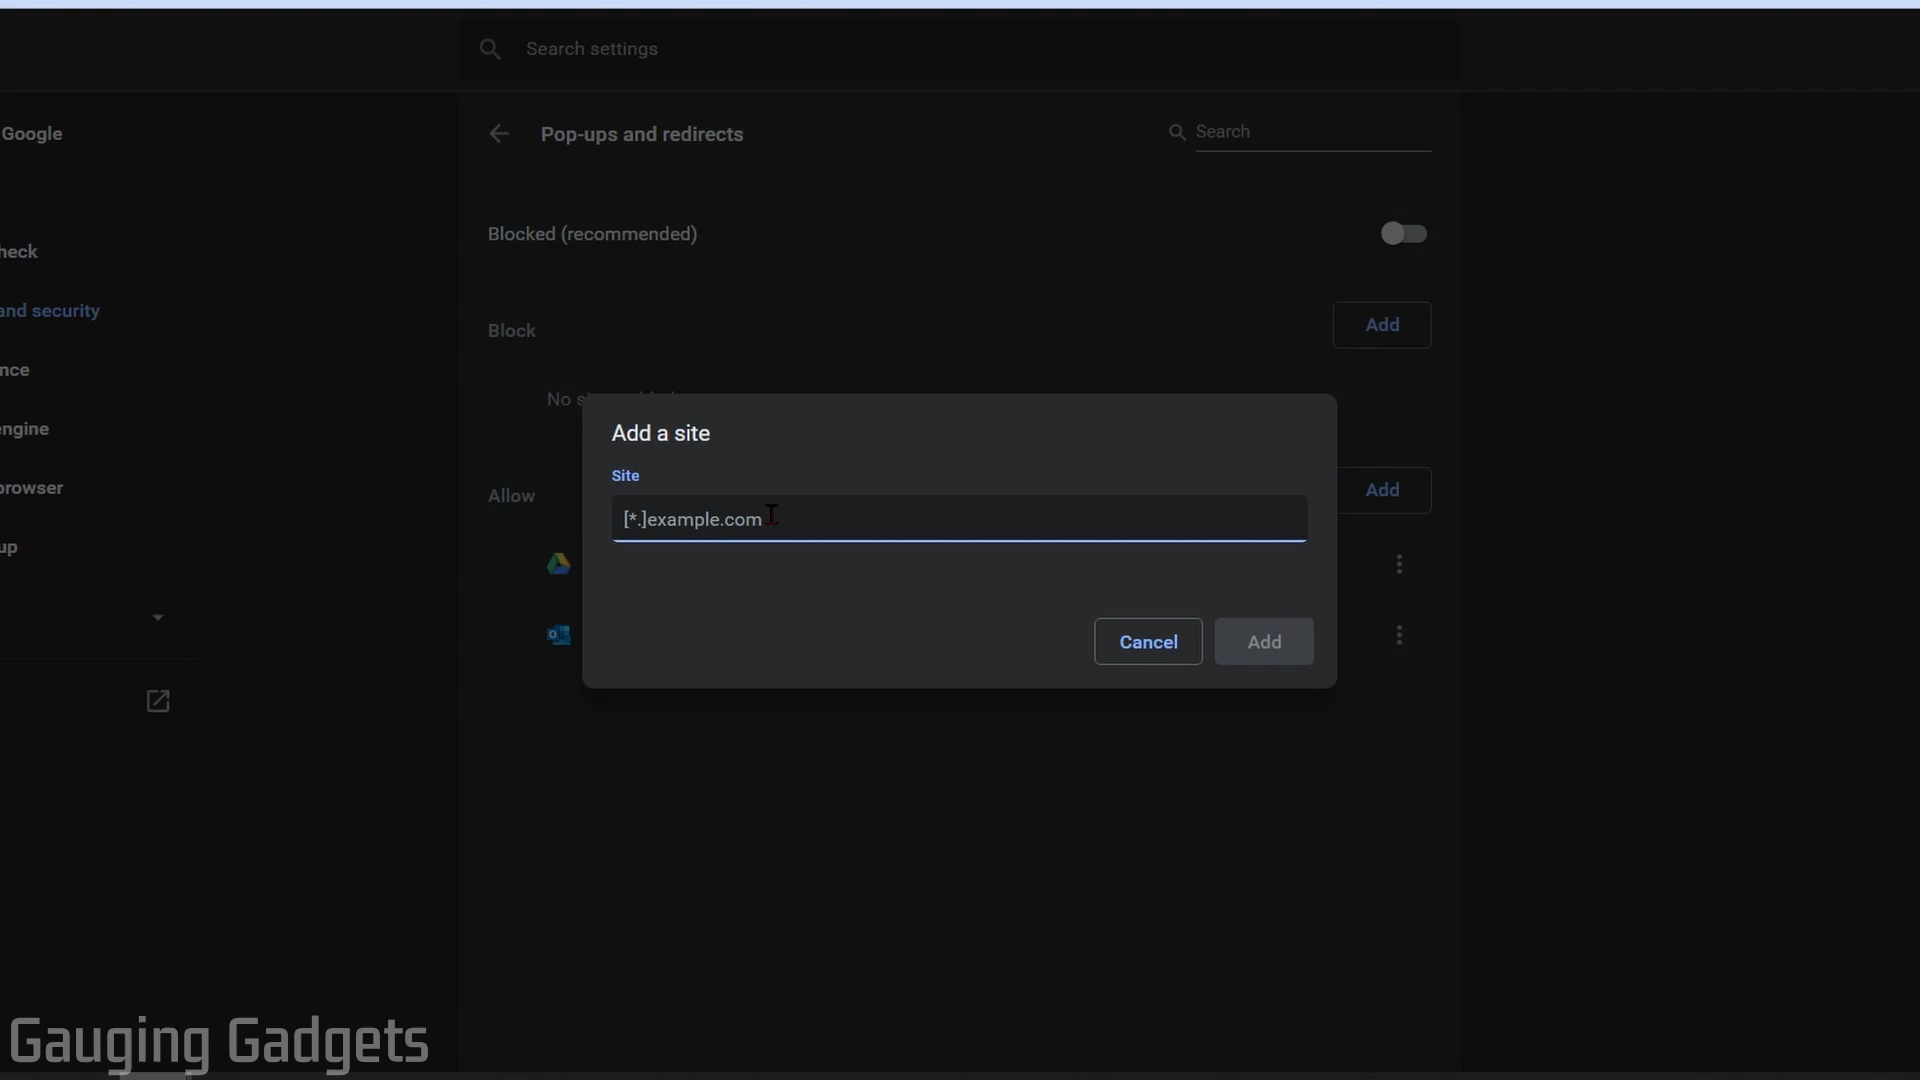 Search settings
Google
Pop-ups and redirects
Search
Blocked (recommended)
heck
and security
Block
Add
nce
No s
engine
Add a site
Site
browser
Allow
Add
[*.]example.com
up
Cancel
Add
Gauging Gadgets